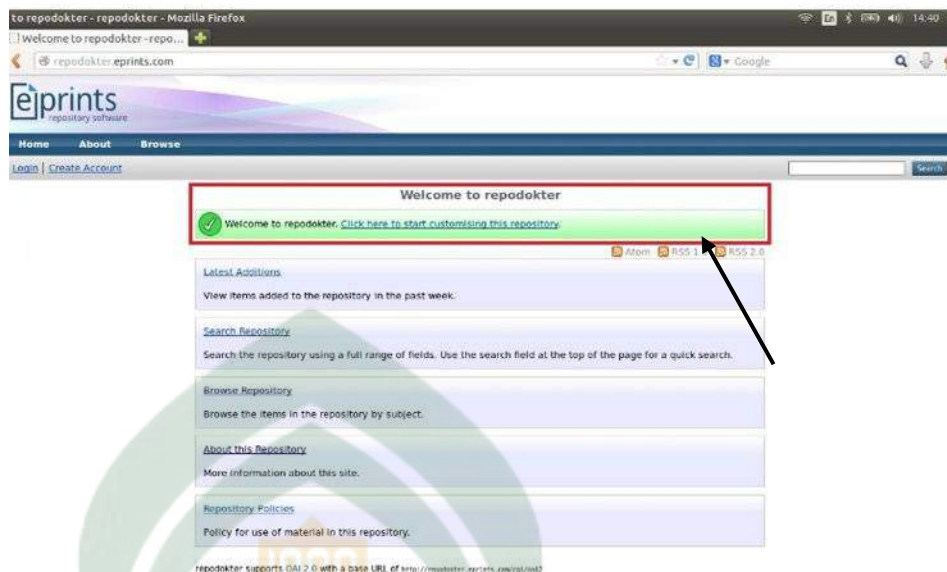 to repodokter - repodokter - Mozilla Firefox
En
14:40
Welcome to repodokter - repo...
repodokter.eprints.com
Google
eprints
repository software
Home About Browse
Login | Create Account
Search
Welcome to repodokter
Welcome to repodokter. Click here to start customising this repository.
Atom RSS 1 RSS 2.0
Latest Additions
View items added to the repository in the past week.
Search Repository
Search the repository using a full range of fields. Use the search field at the top of the page for a quick search.
Browse Repository
Browse the items in the repository by subject.
About this Repository
More information about this site.
Repository Policies
Policy for use of material in this repository.
repodokter supports OAI 2.0 with a base URL of